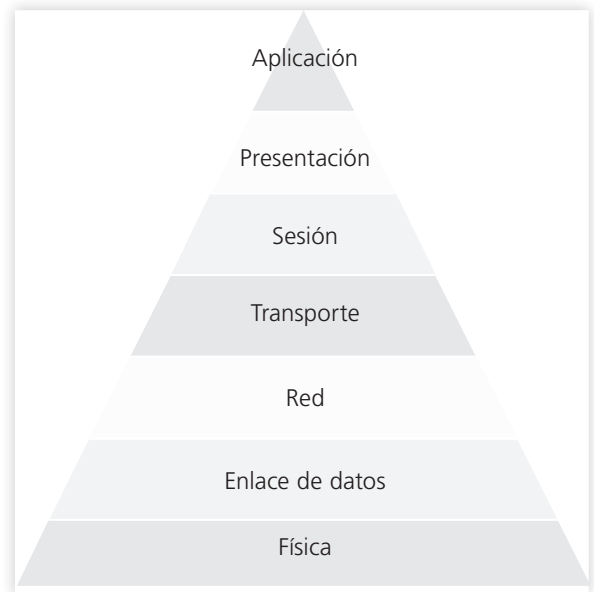 Aplicación
Presentación
Sesión
Transporte
Red
Enlace de datos
Física